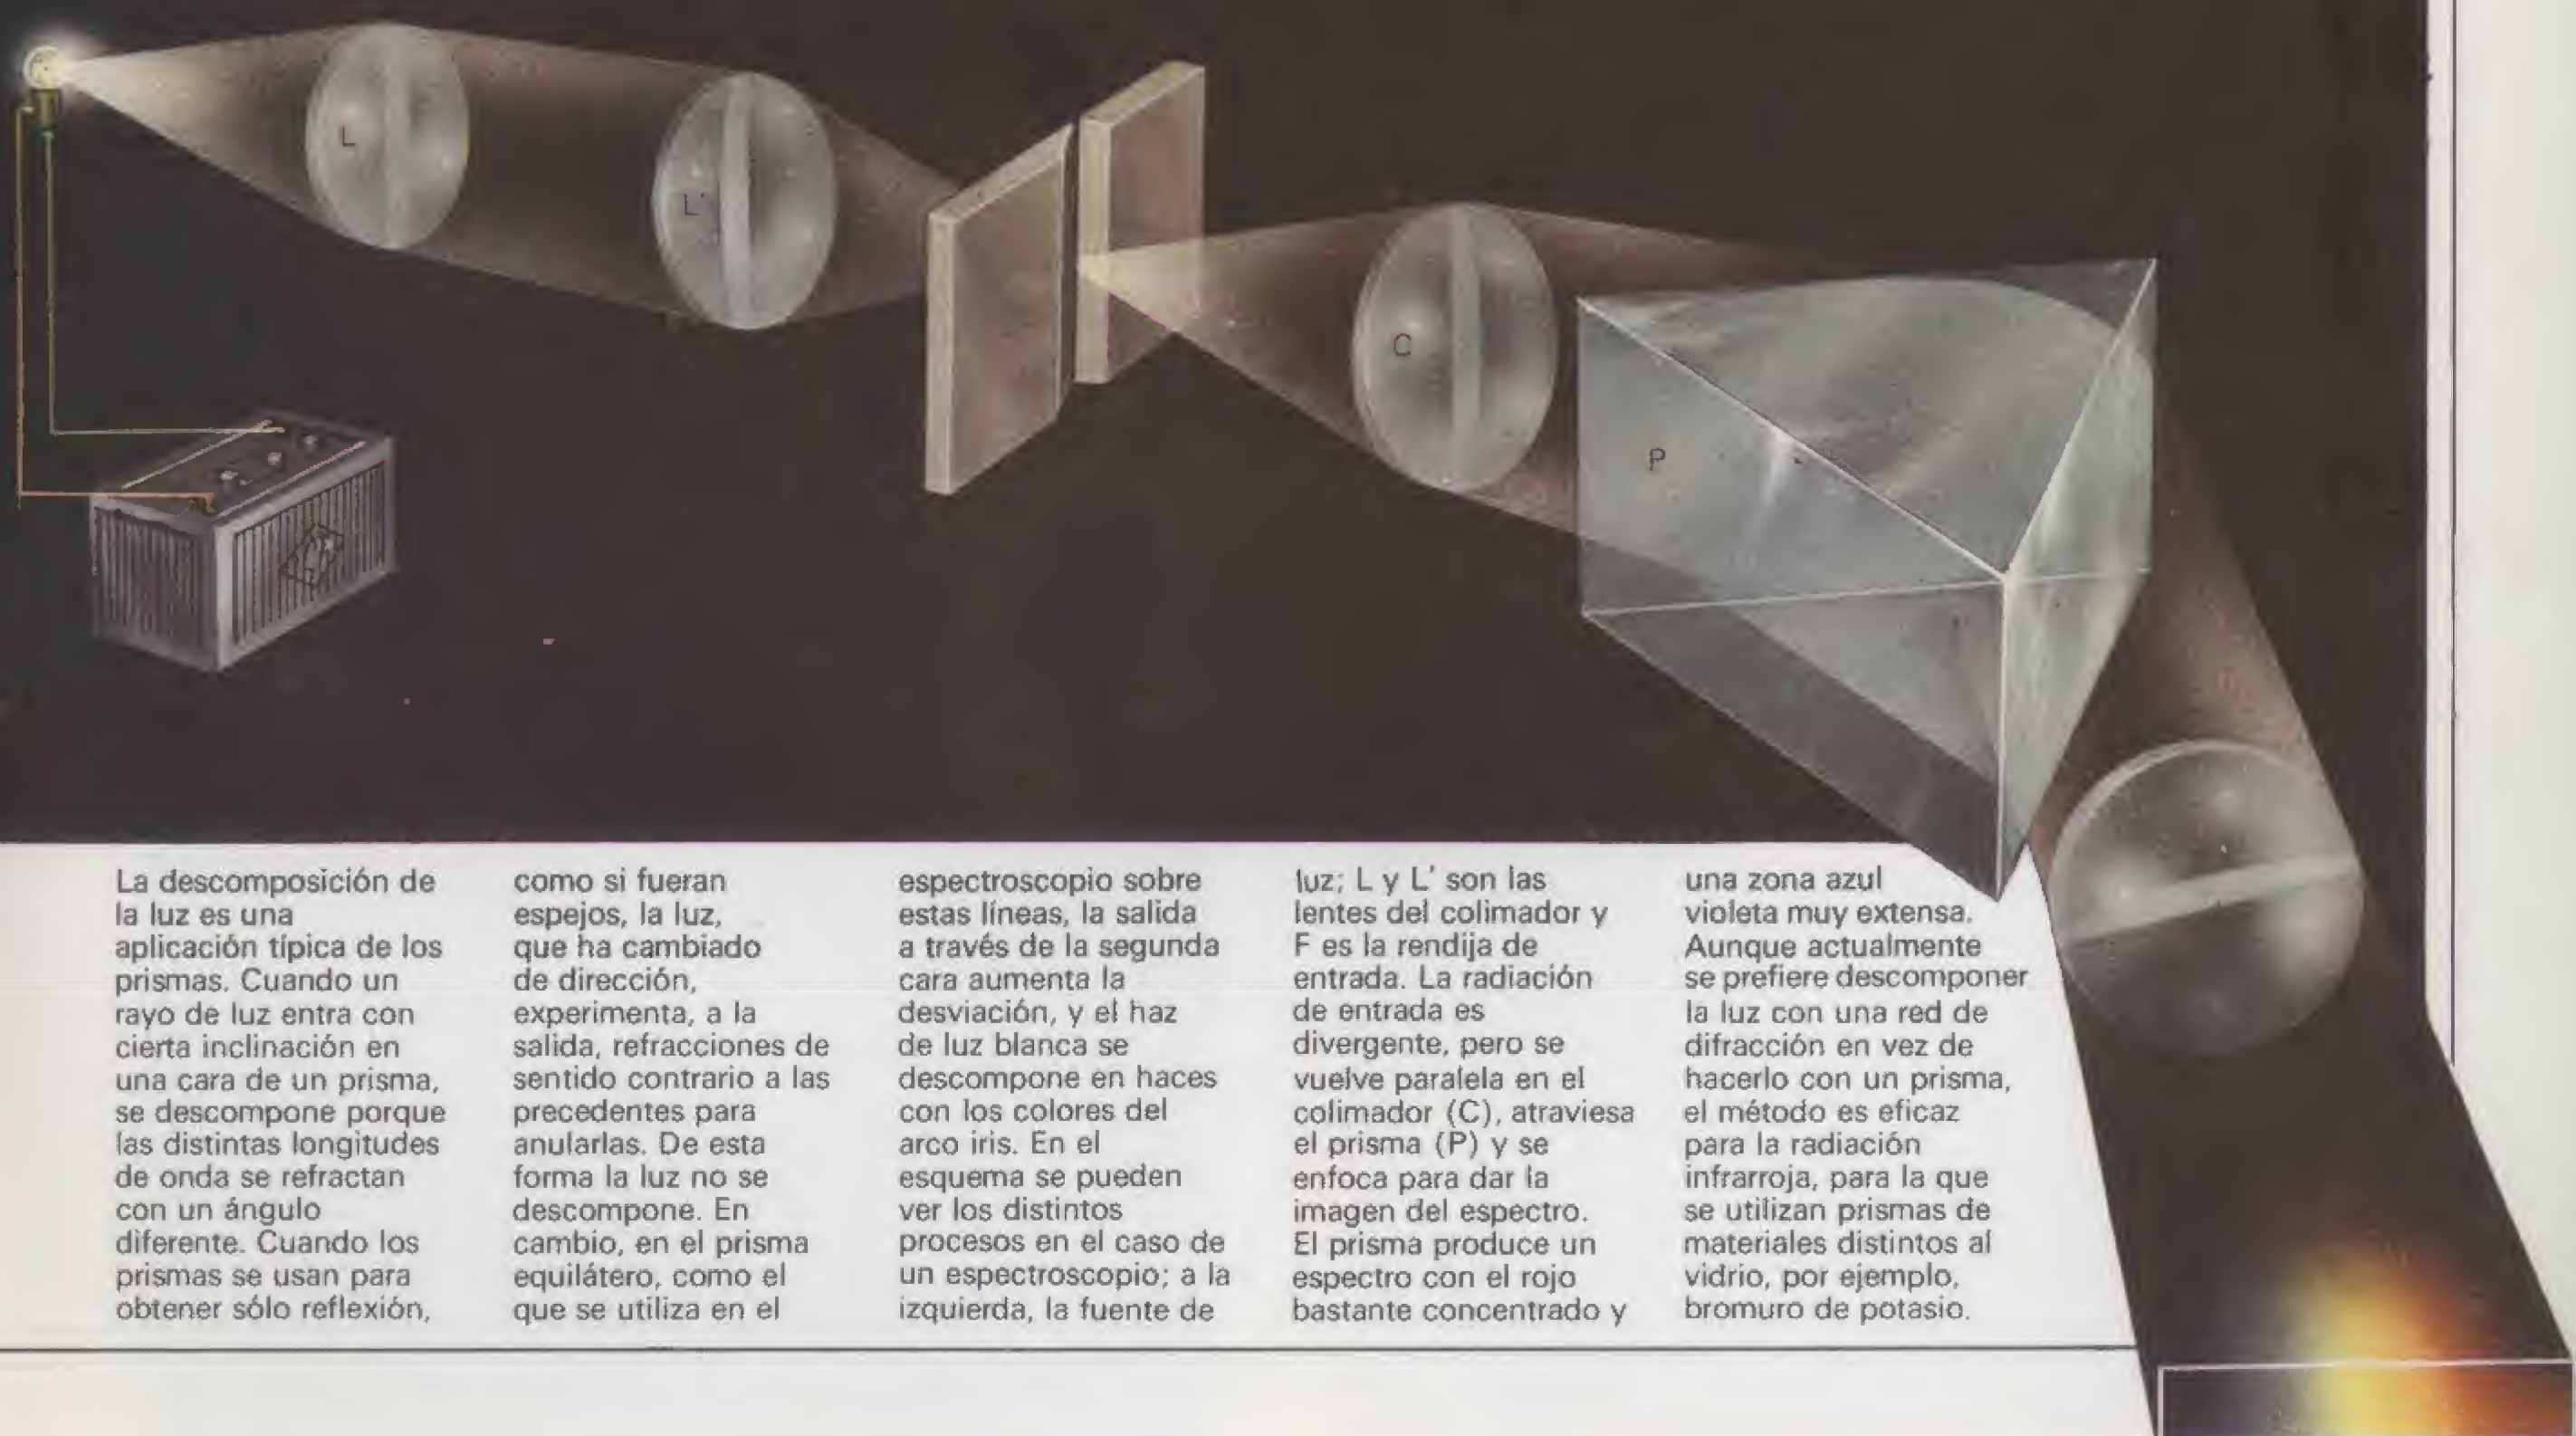 L
L'
C
P
La descomposición de
la luz es una
aplicación típica de los
prismas. Cuando un
rayo de luz entra con
cierta inclinación en
una cara de un prisma,
se descompone porque
las distintas longitudes
de onda se refractan
con un ángulo
diferente. Cuando los
prismas se usan para
obtener sólo reflexión,
como si fueran
espejos, la luz,
que ha cambiado
de dirección,
experimenta, a la
salida, refracciones de
sentido contrario a las
precedentes para
anularlas. De esta
forma la luz no se
descompone. En
cambio, en el prisma
equilátero, como el
que se utiliza en el
espectroscopio sobre
estas líneas, la salida
a través de la segunda
cara aumenta la
desviación, y el haz
de luz blanca se
descompone en haces
con los colores del
arco iris. En el
esquema se pueden
ver los distintos
procesos en el caso de
un espectroscopio; a la
izquierda, la fuente de
luz; L y L' son las
lentes del colimador y
F es la rendija de
entrada. La radiación
de entrada es
divergente, pero se
vuelve paralela en el
colimador (C), atraviesa
el prisma (P) y se
enfoca para dar la
imagen del espectro.
El prisma produce un
espectro con el rojo
bastante concentrado y
una zona azul
violeta muy extensa.
Aunque actualmente
se prefiere descomponer
la luz con una red de
difracción en vez de
hacerlo con un prisma,
el método es eficaz
para la radiación
infrarroja, para la que
se utilizan prismas de
materiales distintos al
vidrio, por ejemplo,
bromuro de potasio.